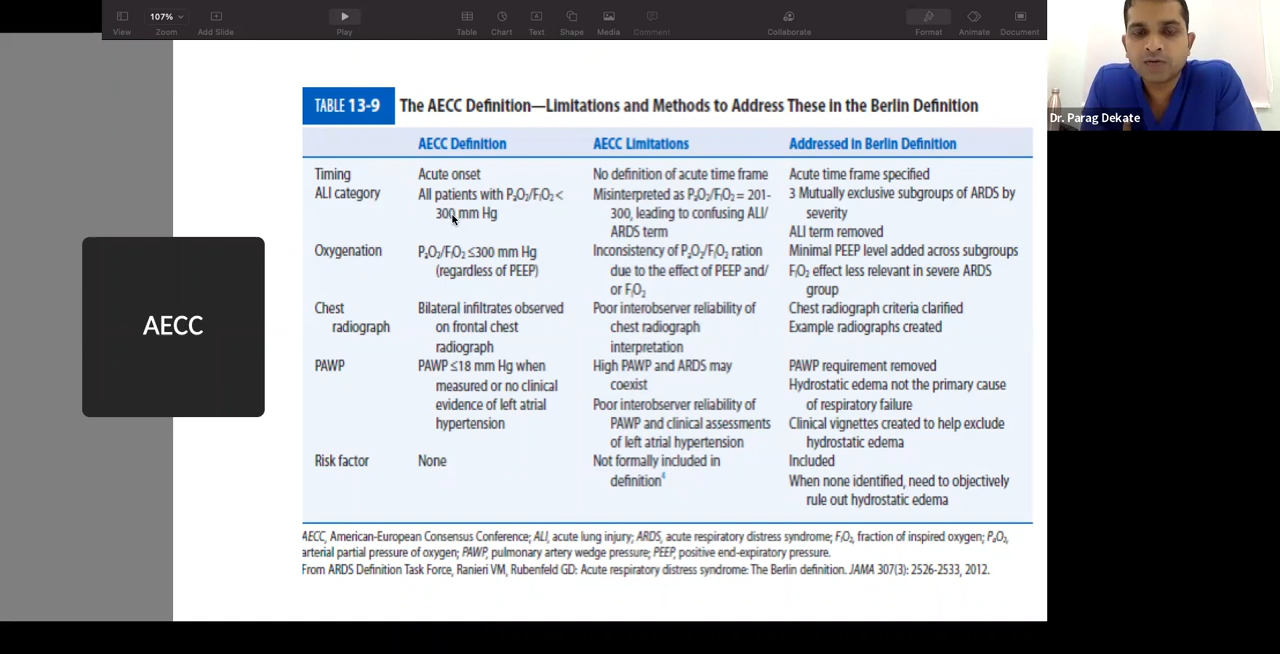 View
107%
Zoom
Add Slide
Play
Table
Chart
Text
Shape
Media
Comment
Collaborate
Format
Animate
Document
Dr. Parag Dekate
AECC
TABLE 13-9 The AECC Definition—Limitations and Methods to Address These in the Berlin Definition
AECC Definition AECC Limitations Addressed in Berlin Definition
Timing Acute onset No definition of acute time frame Acute time frame specified
ALI category All patients with PaO₂/FiO₂ < Misinterpreted as PaO₂/FiO₂ = 201- 3 Mutually exclusive subgroups of ARDS by
300 mm Hg 300, leading to confusing ALI/ severity
ARDS term ALI term removed
Oxygenation PaO₂/FiO₂ ≤300 mm Hg Inconsistency of PaO₂/FiO₂ ration Minimal PEEP level added across subgroups
(regardless of PEEP) due to the effect of PEEP and/ FiO₂ effect less relevant in severe ARDS
or FiO₂ group
Chest Bilateral infiltrates observed Poor interobserver reliability of Chest radiograph criteria clarified
radiograph on frontal chest chest radiograph Example radiographs created
radiograph interpretation
PAWP PAWP ≤18 mm Hg when High PAWP and ARDS may PAWP requirement removed
measured or no clinical coexist Hydrostatic edema not the primary cause
evidence of left atrial Poor interobserver reliability of of respiratory failure
hypertension PAWP and clinical assessments Clinical vignettes created to help exclude
of left atrial hypertension hydrostatic edema
Risk factor None Not formally included in Included
definition⁴ When none identified, need to objectively
rule out hydrostatic edema
AECC, American-European Consensus Conference; ALI, acute lung injury; ARDS, acute respiratory distress syndrome; FiO₂, fraction of inspired oxygen; PaO₂,
arterial partial pressure of oxygen; PAWP, pulmonary artery wedge pressure; PEEP, positive end-expiratory pressure.
From ARDS Definition Task Force, Ranieri VM, Rubenfeld GD: Acute respiratory distress syndrome: The Berlin definition. JAMA 307(3): 2526-2533, 2012.